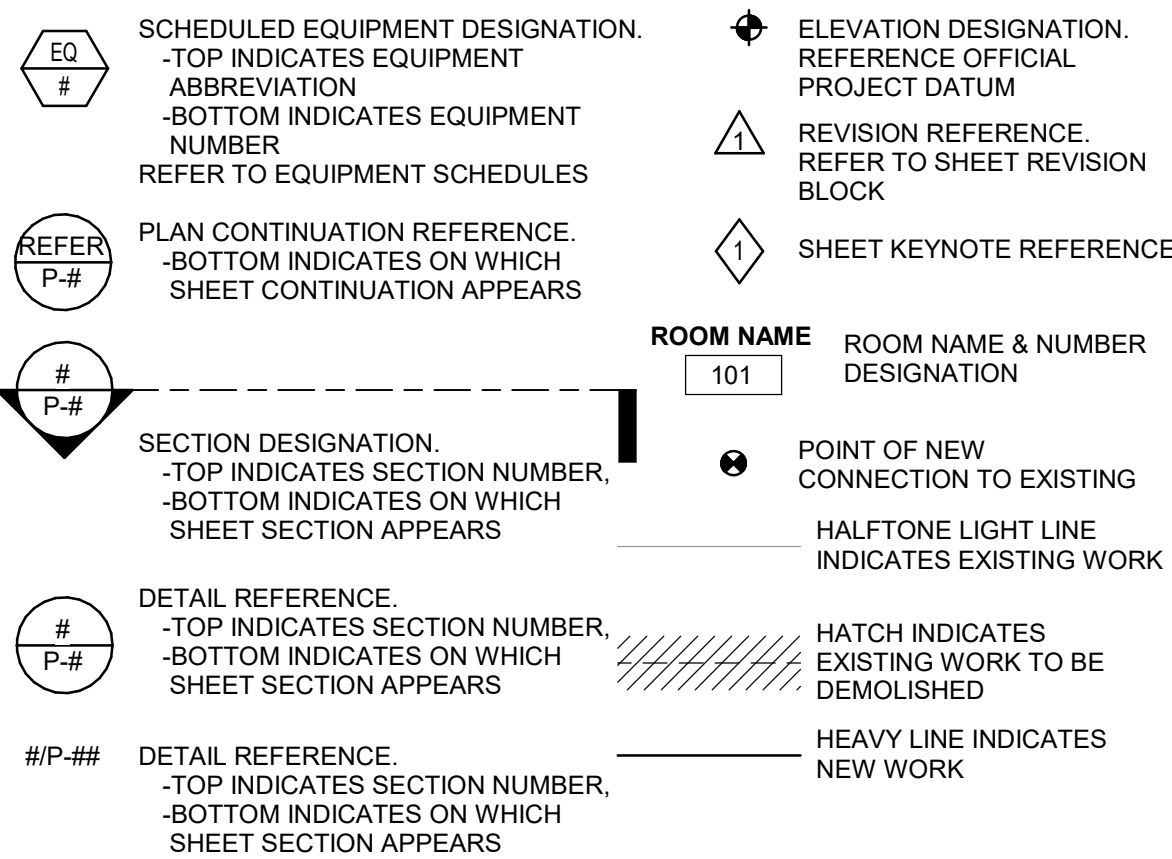 EQ
#
SCHEDULED EQUIPMENT DESIGNATION.
-TOP INDICATES EQUIPMENT
ABBREVIATION
-BOTTOM INDICATES EQUIPMENT
NUMBER
REFER TO EQUIPMENT SCHEDULES
REFER
P-#
PLAN CONTINUATION REFERENCE.
-BOTTOM INDICATES ON WHICH
SHEET CONTINUATION APPEARS
#
P-#
SECTION DESIGNATION.
-TOP INDICATES SECTION NUMBER,
-BOTTOM INDICATES ON WHICH
SHEET SECTION APPEARS
#
P-#
DETAIL REFERENCE.
-TOP INDICATES SECTION NUMBER,
-BOTTOM INDICATES ON WHICH
SHEET SECTION APPEARS
#/P-##
DETAIL REFERENCE.
-TOP INDICATES SECTION NUMBER,
-BOTTOM INDICATES ON WHICH
SHEET SECTION APPEARS
ELEVATION DESIGNATION.
REFERENCE OFFICIAL
PROJECT DATUM
1
REVISION REFERENCE.
REFER TO SHEET REVISION
BLOCK
1
SHEET KEYNOTE REFERENCE
ROOM NAME
101
ROOM NAME & NUMBER
DESIGNATION
POINT OF NEW
CONNECTION TO EXISTING
HALFTONE LIGHT LINE
INDICATES EXISTING WORK
HATCH INDICATES
EXISTING WORK TO BE
DEMOLISHED
HEAVY LINE INDICATES
NEW WORK